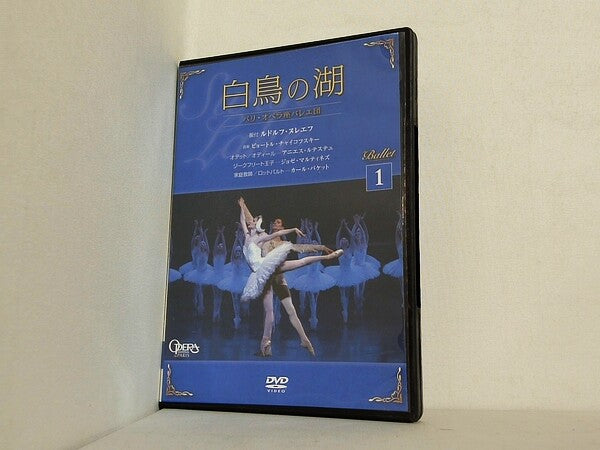 白鳥の湖
パリ・オペラ座バレエ団
振付 ルドルフ・ヌレエフ
音楽 ピョートル・チャイコフスキー
オデット/オディール アニエス・ルテステュ
ジークフリート王子 ジョゼ・マルティネズ
家庭教師/ロットバルト カール・パケット
Ballet
1
OPERA
PARIS
DVD
VIDEO